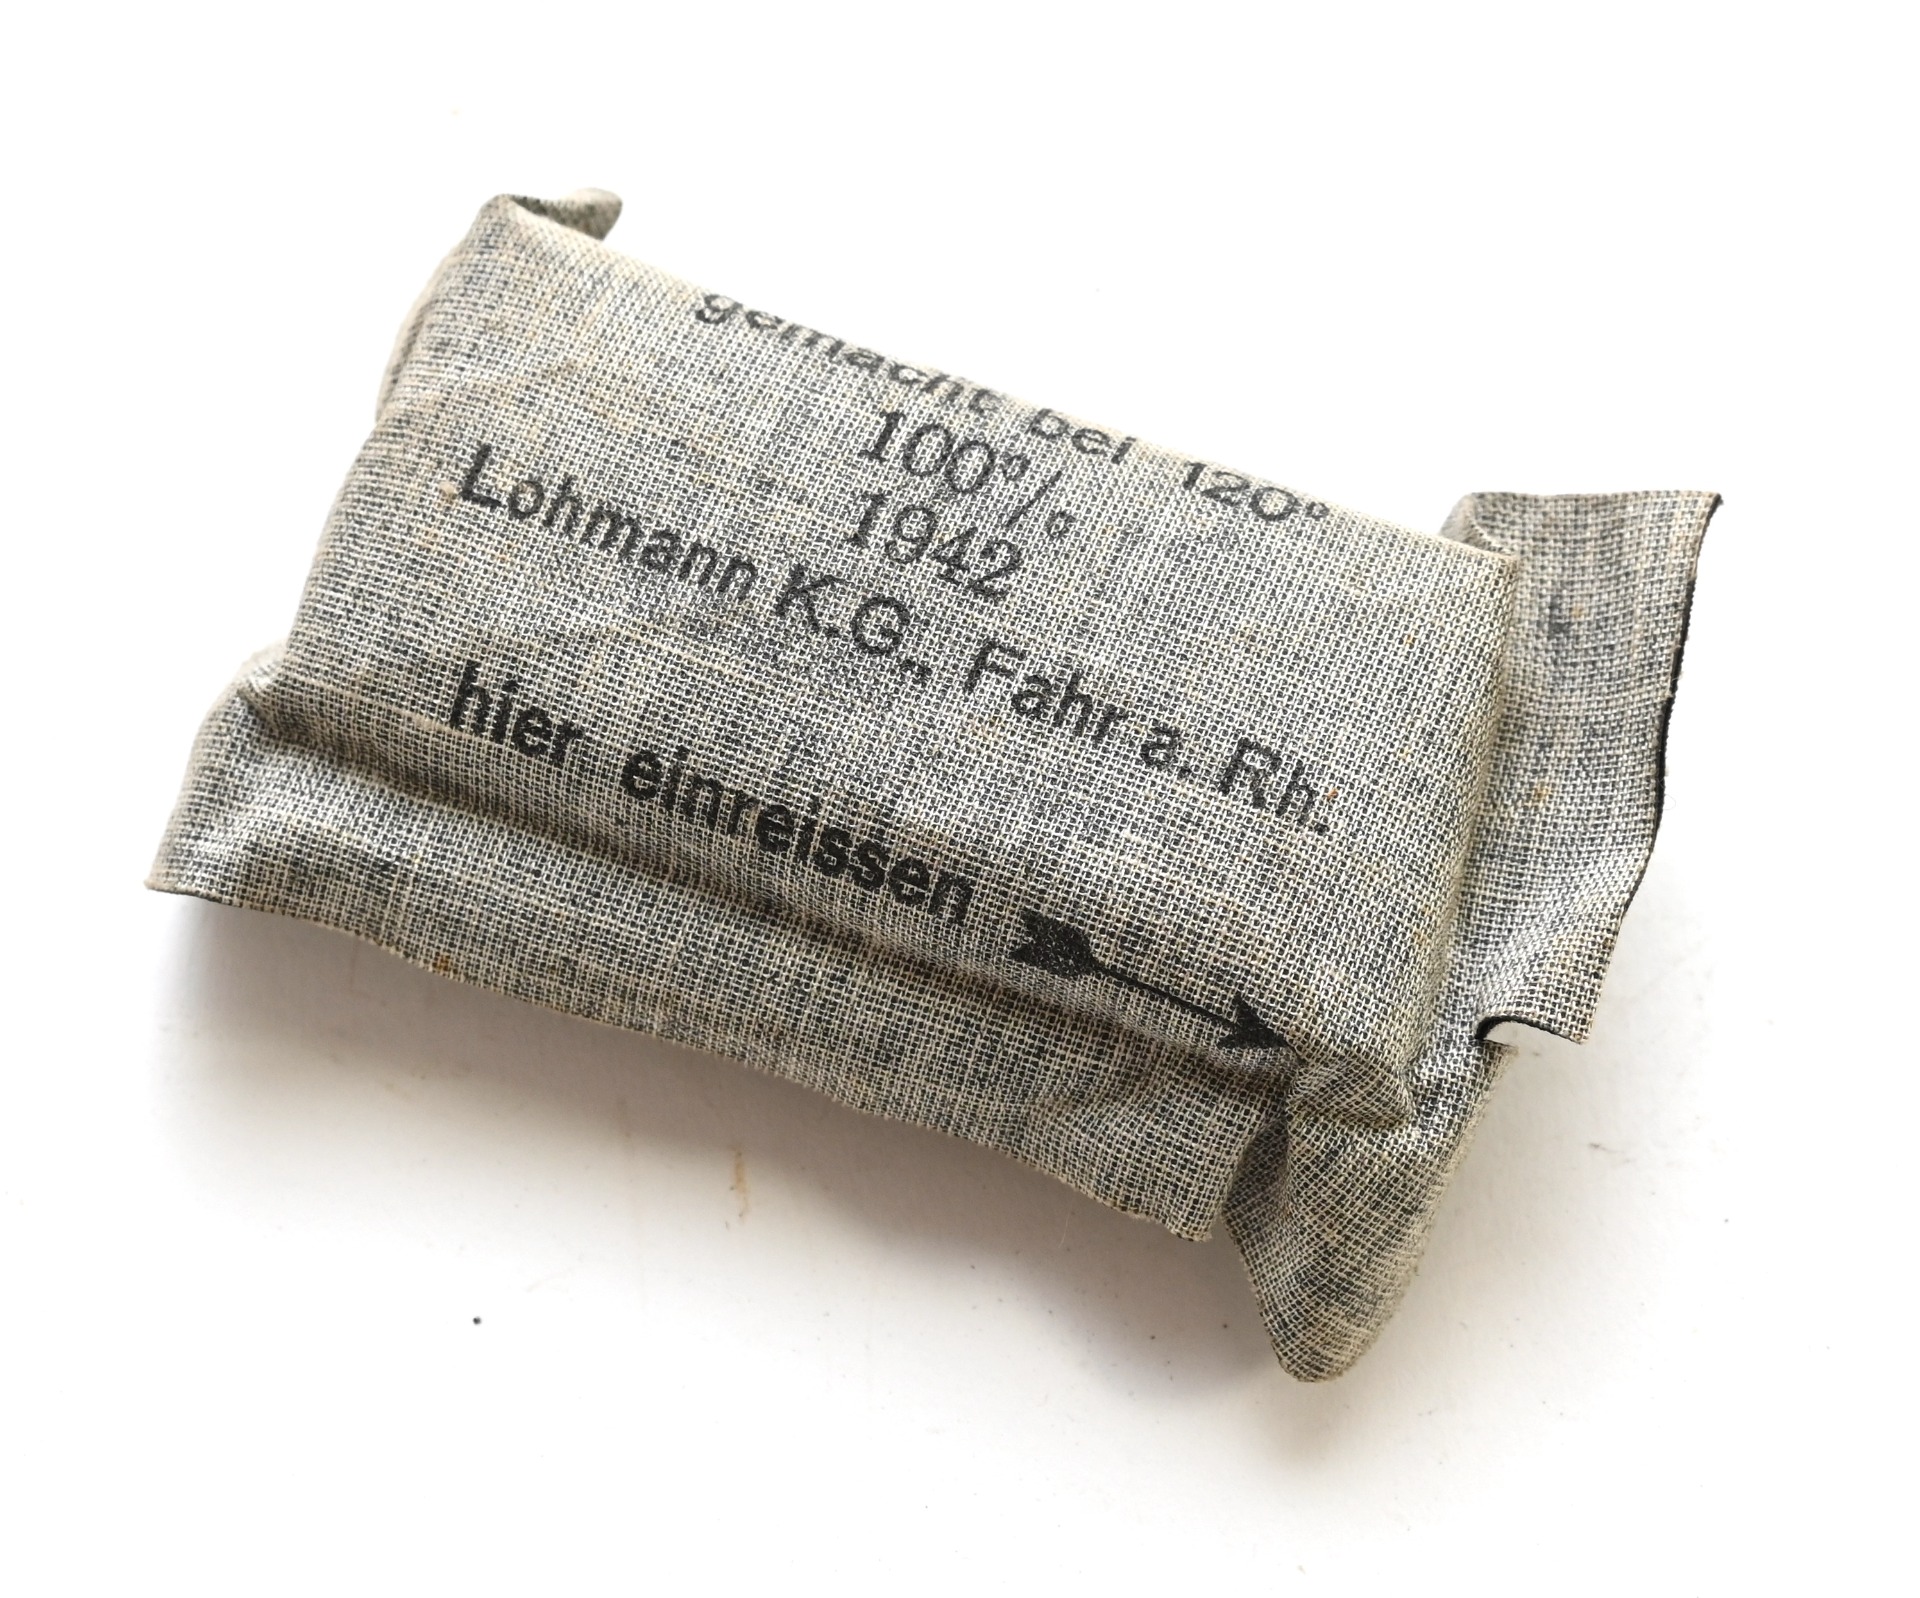 gemacht bei 120°
100%
1942
Lohmann K.G., Fahr a. Rh.
hier einreissen